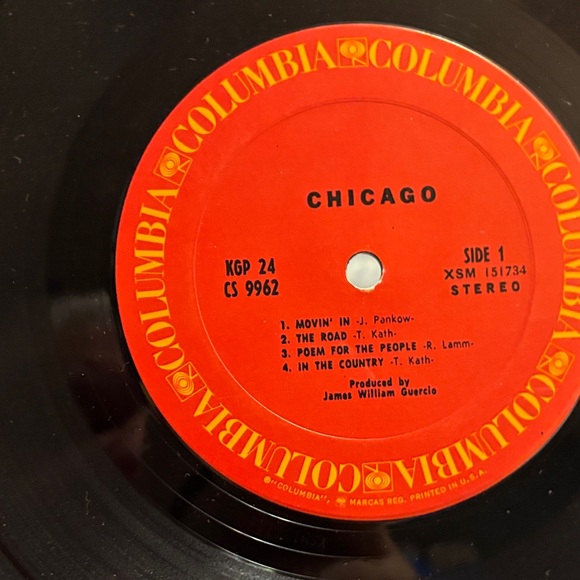 COLUMBIA COLUMBIA COLUMBIA COLUMBIA COLUMBIA COLUMBIA COLUMBIA
CHICAGO
KGP 24
CS 9962
SIDE 1
XSM 151734
STEREO
1. MOVIN' IN -J. Pankow-
2. THE ROAD -T. Kath-
3. POEM FOR THE PEOPLE -R. Lamm-
4. IN THE COUNTRY -T. Kath-
Produced by
James William Guercio
®"COLUMBIA", MARCAS REG. PRINTED IN U.S.A.